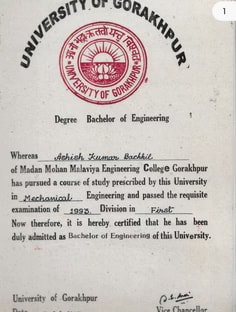 1
UNIVERSITY OF GORAKHPUR
UNIVERSITY OF GORAKHPUR
Degree Bachelor of Engineering
Whereas Ashish Kumar
of Madan Mohan Malaviya Engineering College Gorakhpur
has pursued a course of study prescribed by this University
in Mechanical Engineering and passed the requisite
examination of 1993 Division in First
Now therefore, it is hereby certified that he has been
duly admitted as Bachelor of Engineering of this University.
University of Gorakhpur
Vice Chancellor